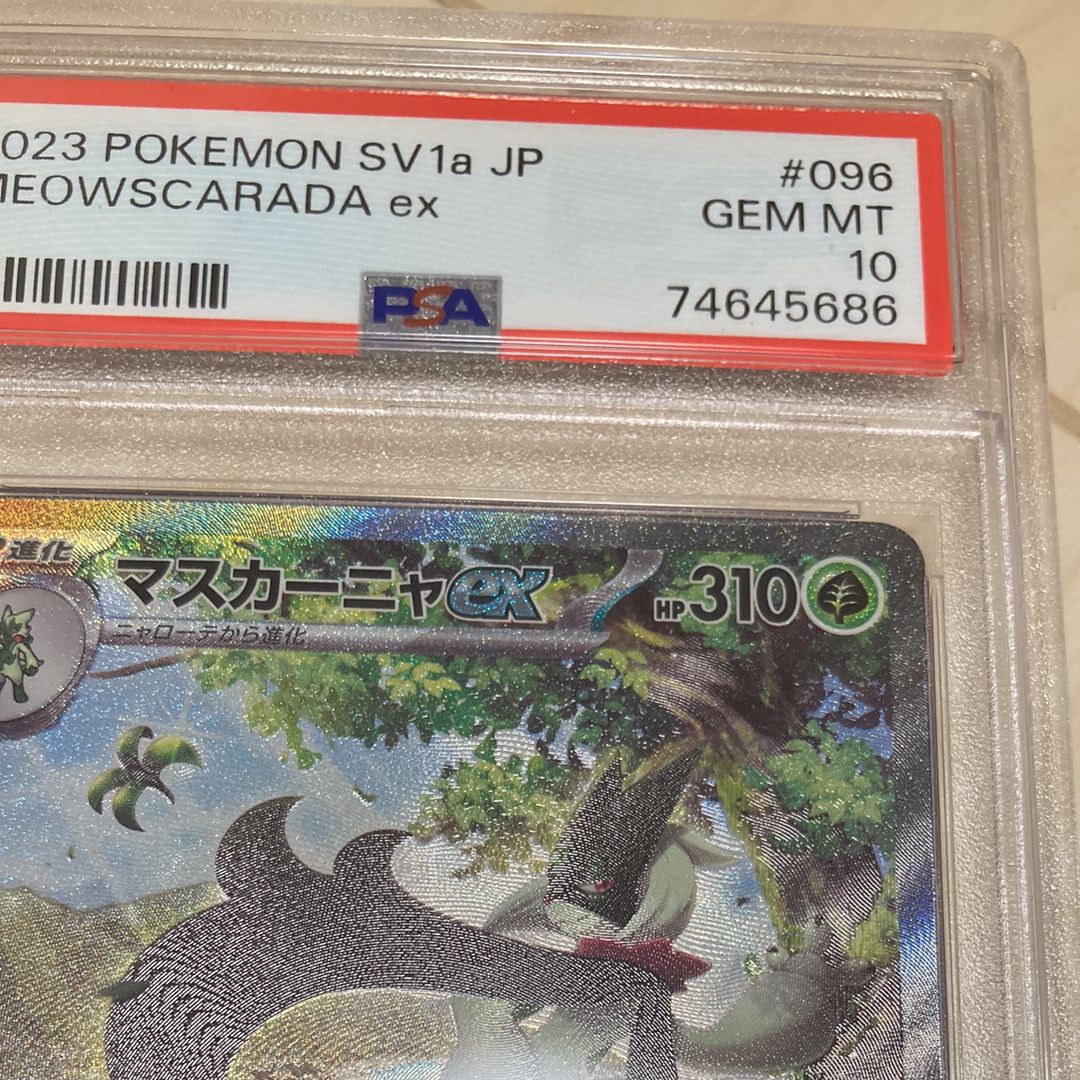 023 POKEMON SV1a JP
#096
MEOWSCARADA ex
GEM MT
10
PSA
74645686
進化
マスカーニャex
HP310
ニャローテから進化